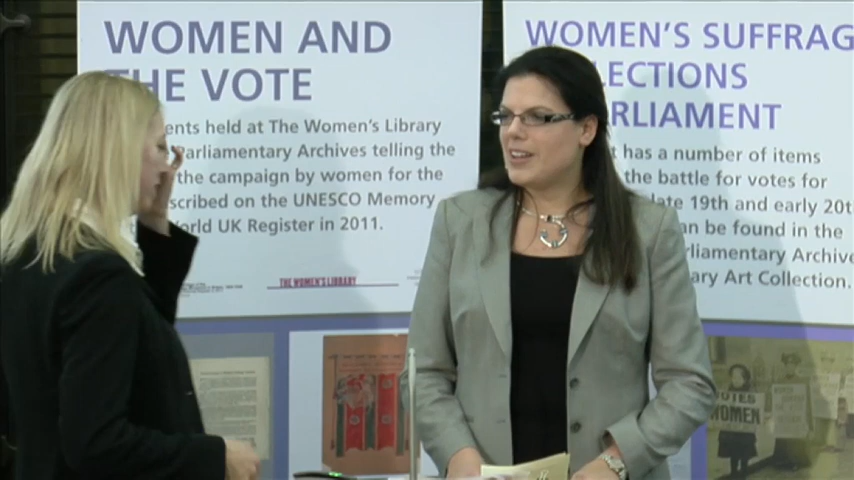 WOMEN AND
THE VOTE
ents held at The Women's Library
Parliamentary Archives telling the
the campaign by women for the
scribed on the UNESCO Memory
orld UK Register in 2011.
THE WOMEN'S LIBRARY
WOMEN'S SUFFRAG
LECTIONS
RLIAMENT
t has a number of items
the battle for votes for
late 19th and early 20t
an be found in the
rliamentary Archive
ary Art Collection.
VOTES
WOMEN